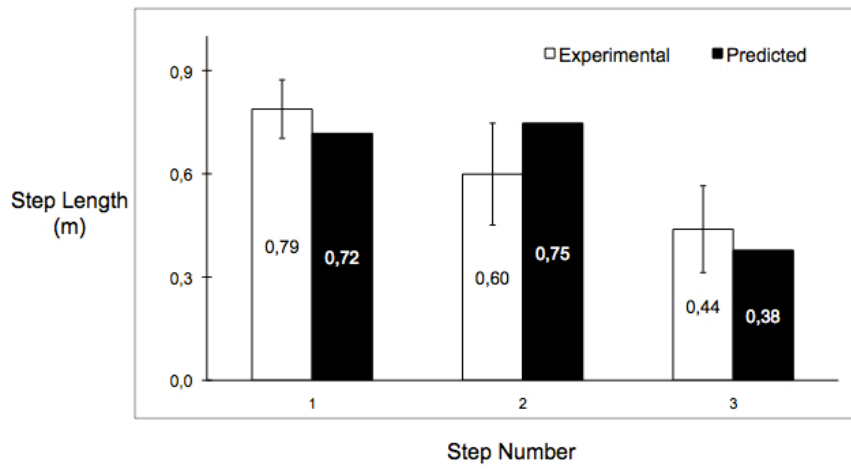 Experimental Predicted
0,9
0,6
0,3
0,0
Step Length
(m)
0,79
0,72
0,60
0,75
0,44
0,38
1 2 3
Step Number